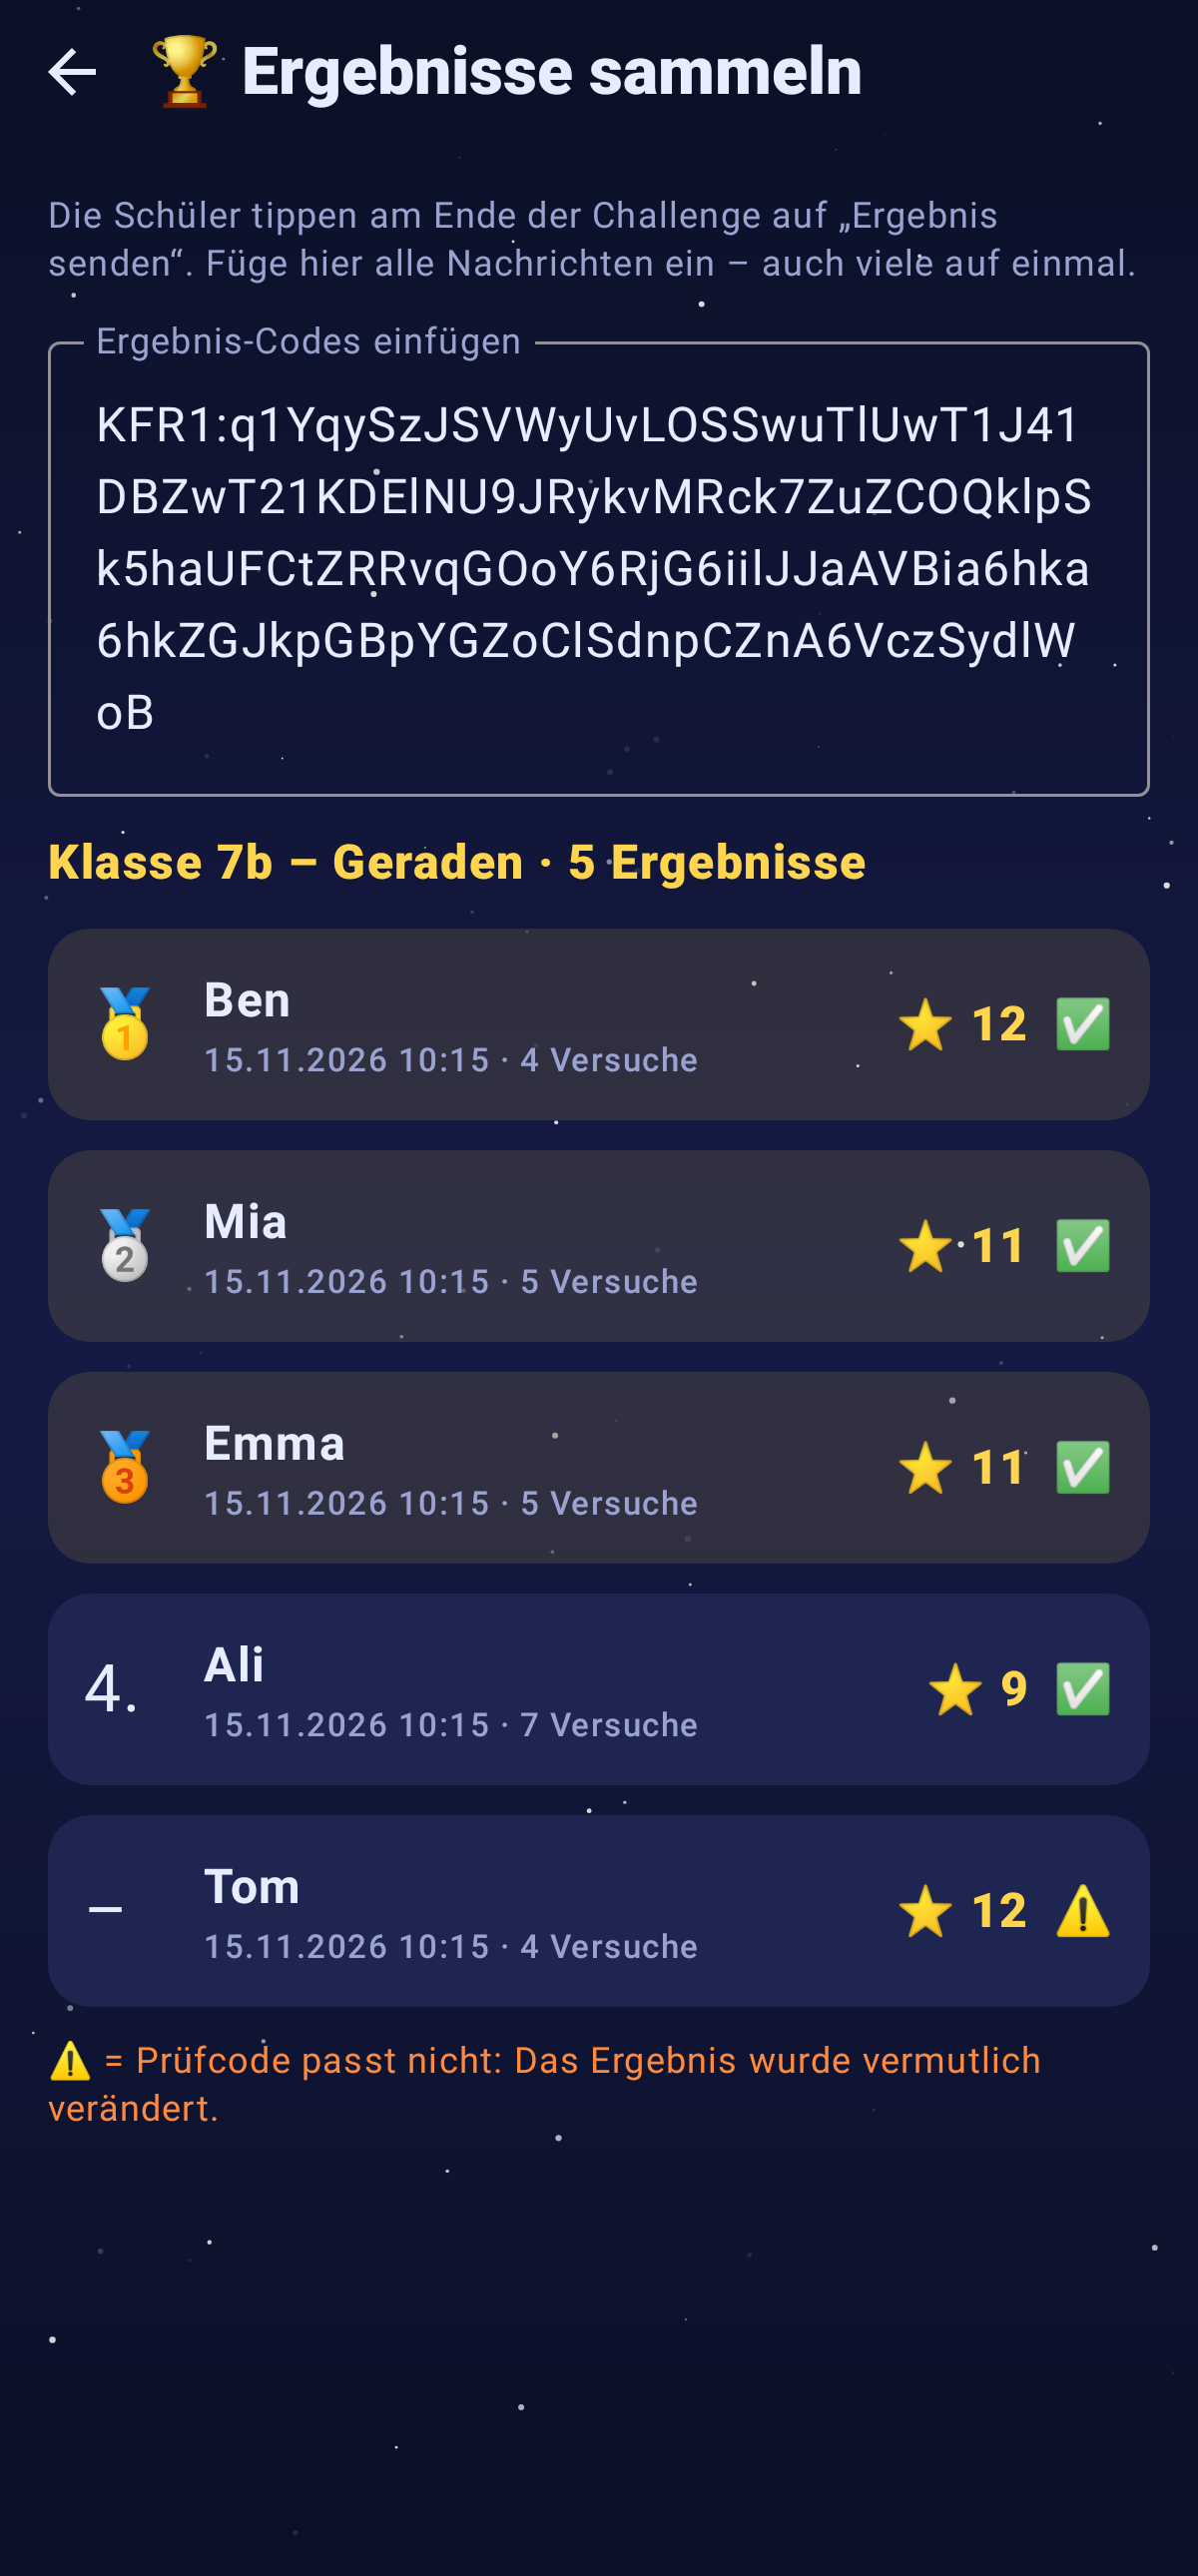 🏆 Ergebnisse sammeln
Die Schüler tippen am Ende der Challenge auf „Ergebnis
senden“. Füge hier alle Nachrichten ein – auch viele auf einmal.
Ergebnis-Codes einfügen
KFR1:q1YqySzJSVWyUvLOSSwuTlUwT1J41
DBZwT21KDElNU9JRykvMRck7ZuZCOQklpS
k5haUFCtZRRvqGOoY6RjG6iilJJaAVBia6hka
6hkZGJkpGBpYGZoClSdnpCZnA6VczSydlW
oB
Klasse 7b – Geraden · 5 Ergebnisse
🥇 Ben
⭐ 12 ✅
15.11.2026 10:15 · 4 Versuche
🥈 Mia
⭐ 11 ✅
15.11.2026 10:15 · 5 Versuche
🥉 Emma
⭐ 11 ✅
15.11.2026 10:15 · 5 Versuche
4. Ali
⭐ 9 ✅
15.11.2026 10:15 · 7 Versuche
– Tom
⭐ 12 ⚠️
15.11.2026 10:15 · 4 Versuche
⚠️ = Prüfcode passt nicht: Das Ergebnis wurde vermutlich
verändert.